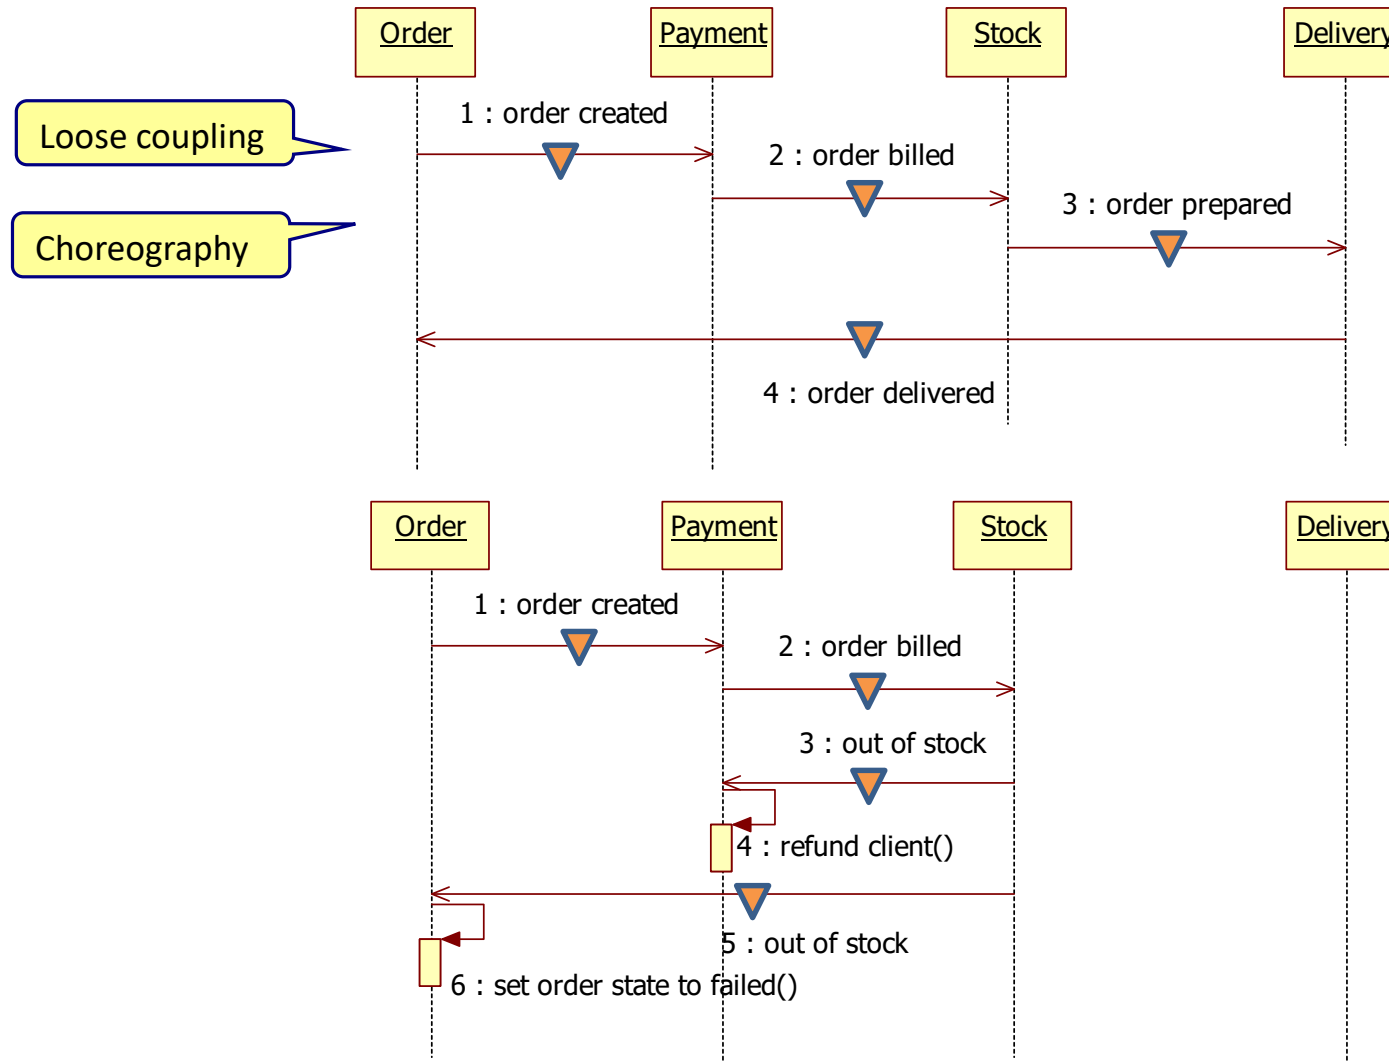 Order
Payment
Stock
Delivery
Loose coupling
1 : order created
2 : order billed
3 : order prepared
Choreography
4 : order delivered
Order
Payment
Stock
Delivery
1 : order created
2 : order billed
3 : out of stock
4 : refund client()
5 : out of stock
6 : set order state to failed()